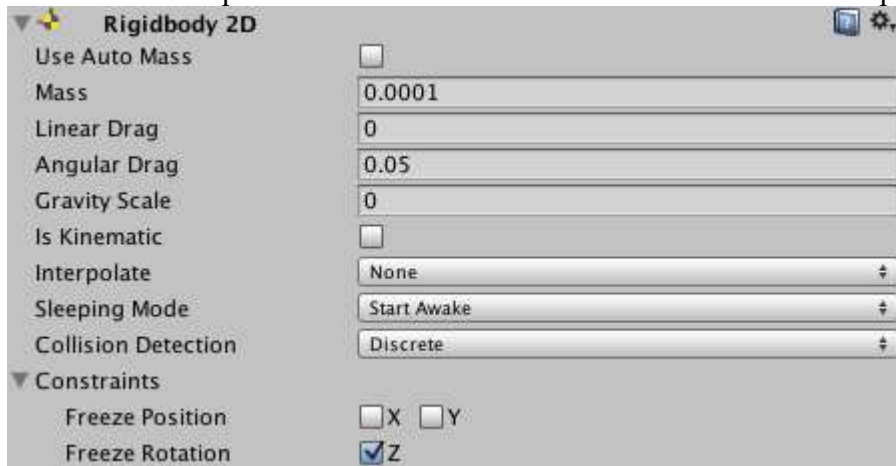 Rigidbody 2D
Use Auto Mass
Mass 0.0001
Linear Drag 0
Angular Drag 0.05
Gravity Scale 0
Is Kinematic
Interpolate None
Sleeping Mode Start Awake
Collision Detection Discrete
Constraints
Freeze Position X Y
Freeze Rotation Z